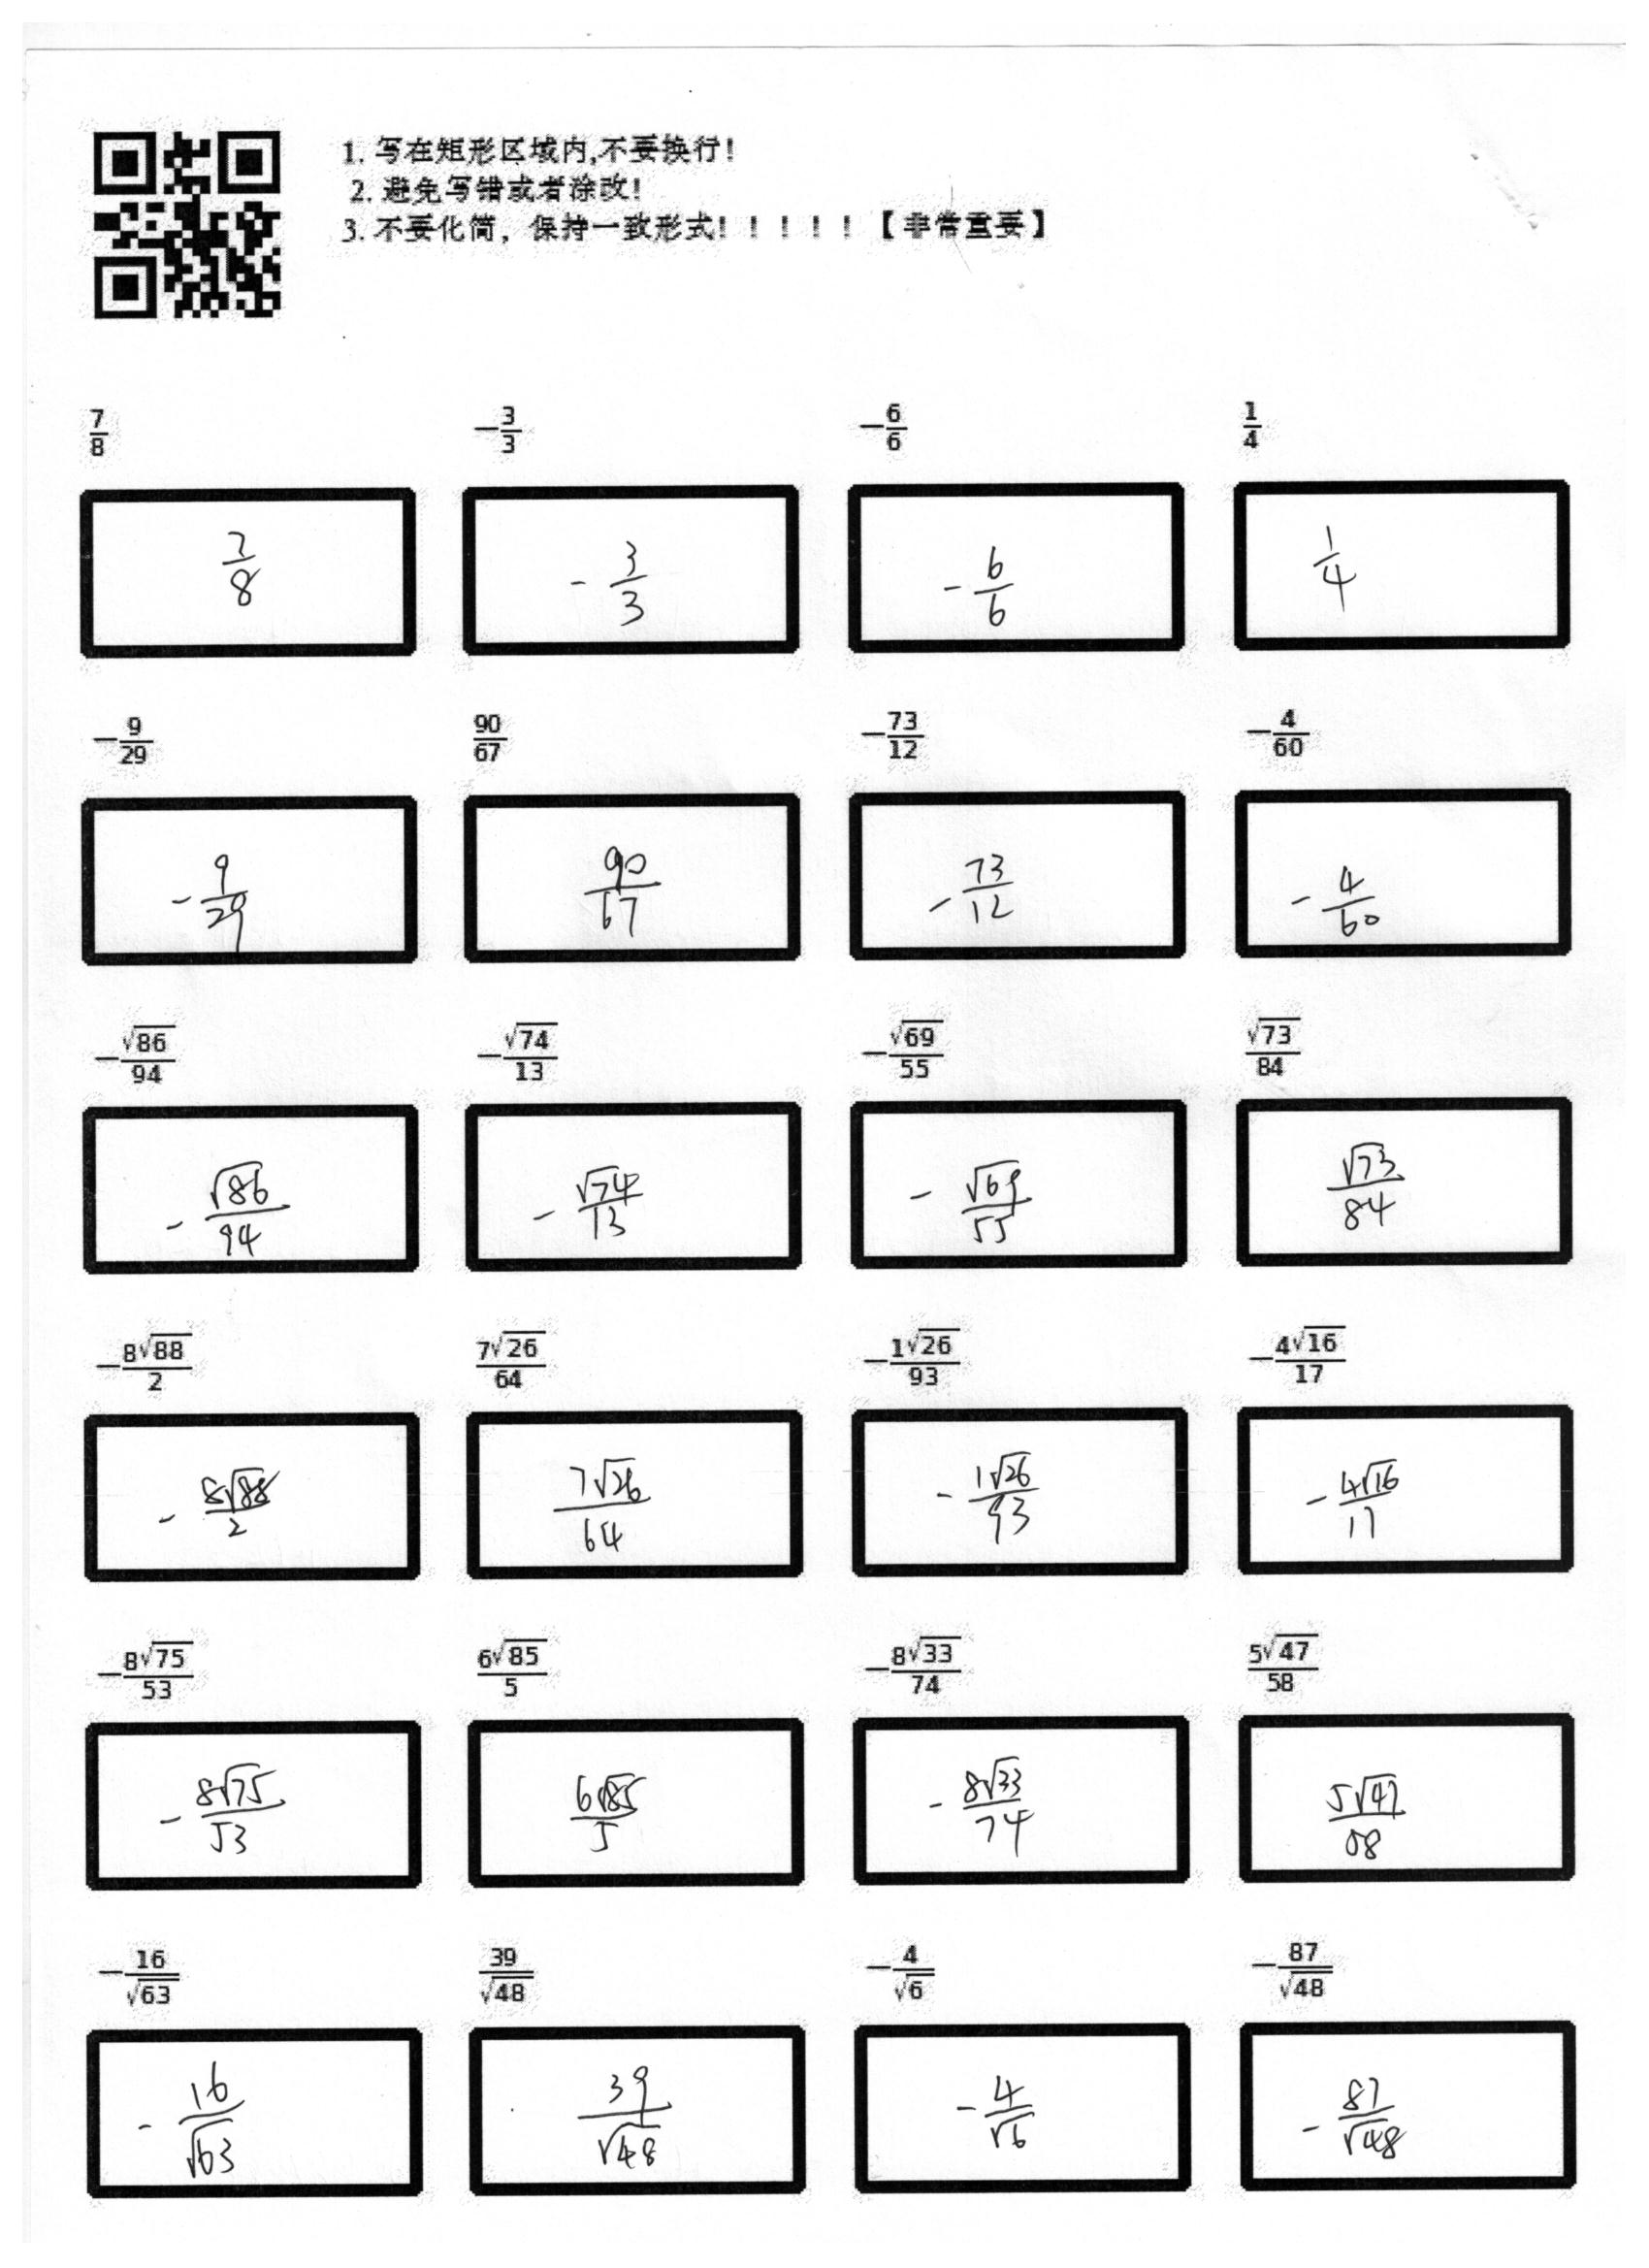 1. 写在矩形区域内,不要换行!
2. 避免写错或者涂改!
3. 不要化简，保持一致形式！！！！！【非常重要】
$\frac{7}{8}$ $-\frac{3}{3}$ $-\frac{6}{6}$ $\frac{1}{4}$
$\frac{7}{8}$ $-\frac{3}{3}$ $-\frac{6}{6}$ $\frac{1}{4}$
$-\frac{9}{29}$ $\frac{90}{67}$ $-\frac{73}{12}$ $-\frac{4}{60}$
$-\frac{9}{29}$ $\frac{90}{67}$ $-\frac{73}{12}$ $-\frac{4}{60}$
$-\frac{\sqrt{86}}{94}$ $-\frac{\sqrt{74}}{13}$ $-\frac{\sqrt{69}}{55}$ $\frac{\sqrt{73}}{84}$
$-\frac{\sqrt{86}}{94}$ $-\frac{\sqrt{74}}{13}$ $-\frac{\sqrt{69}}{55}$ $\frac{\sqrt{73}}{84}$
$-\frac{8\sqrt{88}}{2}$ $\frac{7\sqrt{26}}{64}$ $-\frac{1\sqrt{26}}{93}$ $-\frac{4\sqrt{16}}{17}$
$-\frac{8\sqrt{88}}{2}$ $\frac{7\sqrt{26}}{64}$ $-\frac{1\sqrt{26}}{93}$ $-\frac{4\sqrt{16}}{17}$
$-\frac{8\sqrt{75}}{53}$ $\frac{6\sqrt{85}}{5}$ $-\frac{8\sqrt{33}}{74}$ $\frac{5\sqrt{47}}{58}$
$-\frac{8\sqrt{75}}{53}$ $\frac{6\sqrt{85}}{5}$ $-\frac{8\sqrt{33}}{74}$ $\frac{5\sqrt{47}}{58}$
$-\frac{16}{\sqrt{63}}$ $\frac{39}{\sqrt{48}}$ $-\frac{4}{\sqrt{6}}$ $-\frac{87}{\sqrt{48}}$
$-\frac{16}{\sqrt{63}}$ $\frac{39}{\sqrt{48}}$ $-\frac{4}{\sqrt{6}}$ $-\frac{87}{\sqrt{48}}$